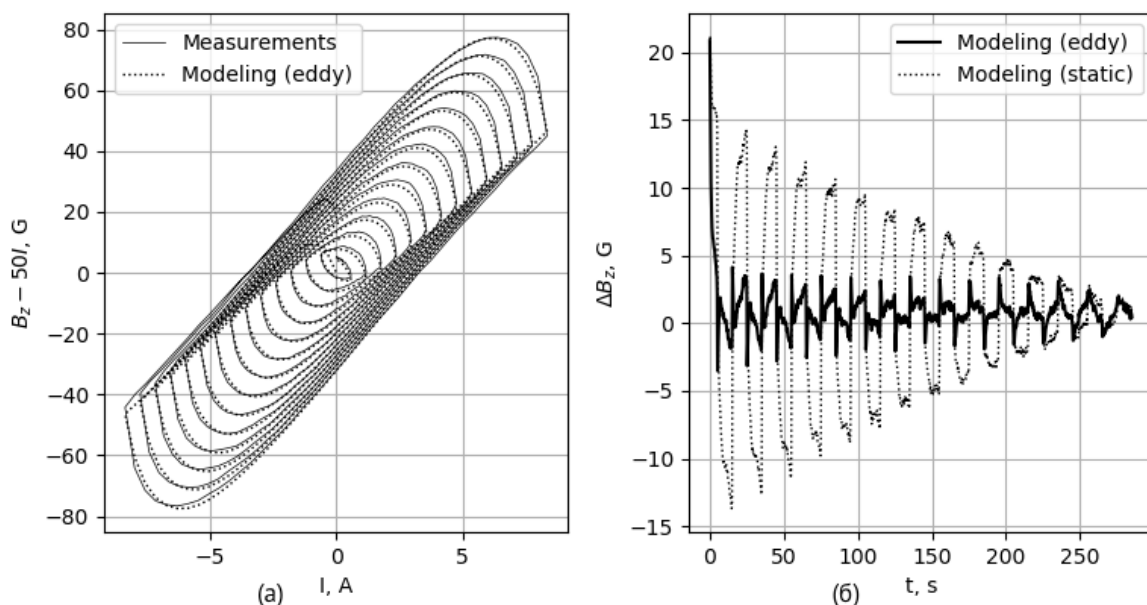 Measurements
Modeling (eddy)
80
60
40
20
0
−20
−40
−60
−80
B_z − 50I, G
−5
0
5
I, A
(а)
Modeling (eddy)
Modeling (static)
20
15
10
5
0
−5
−10
−15
ΔB_z, G
0
50
100
150
200
250
t, s
(б)